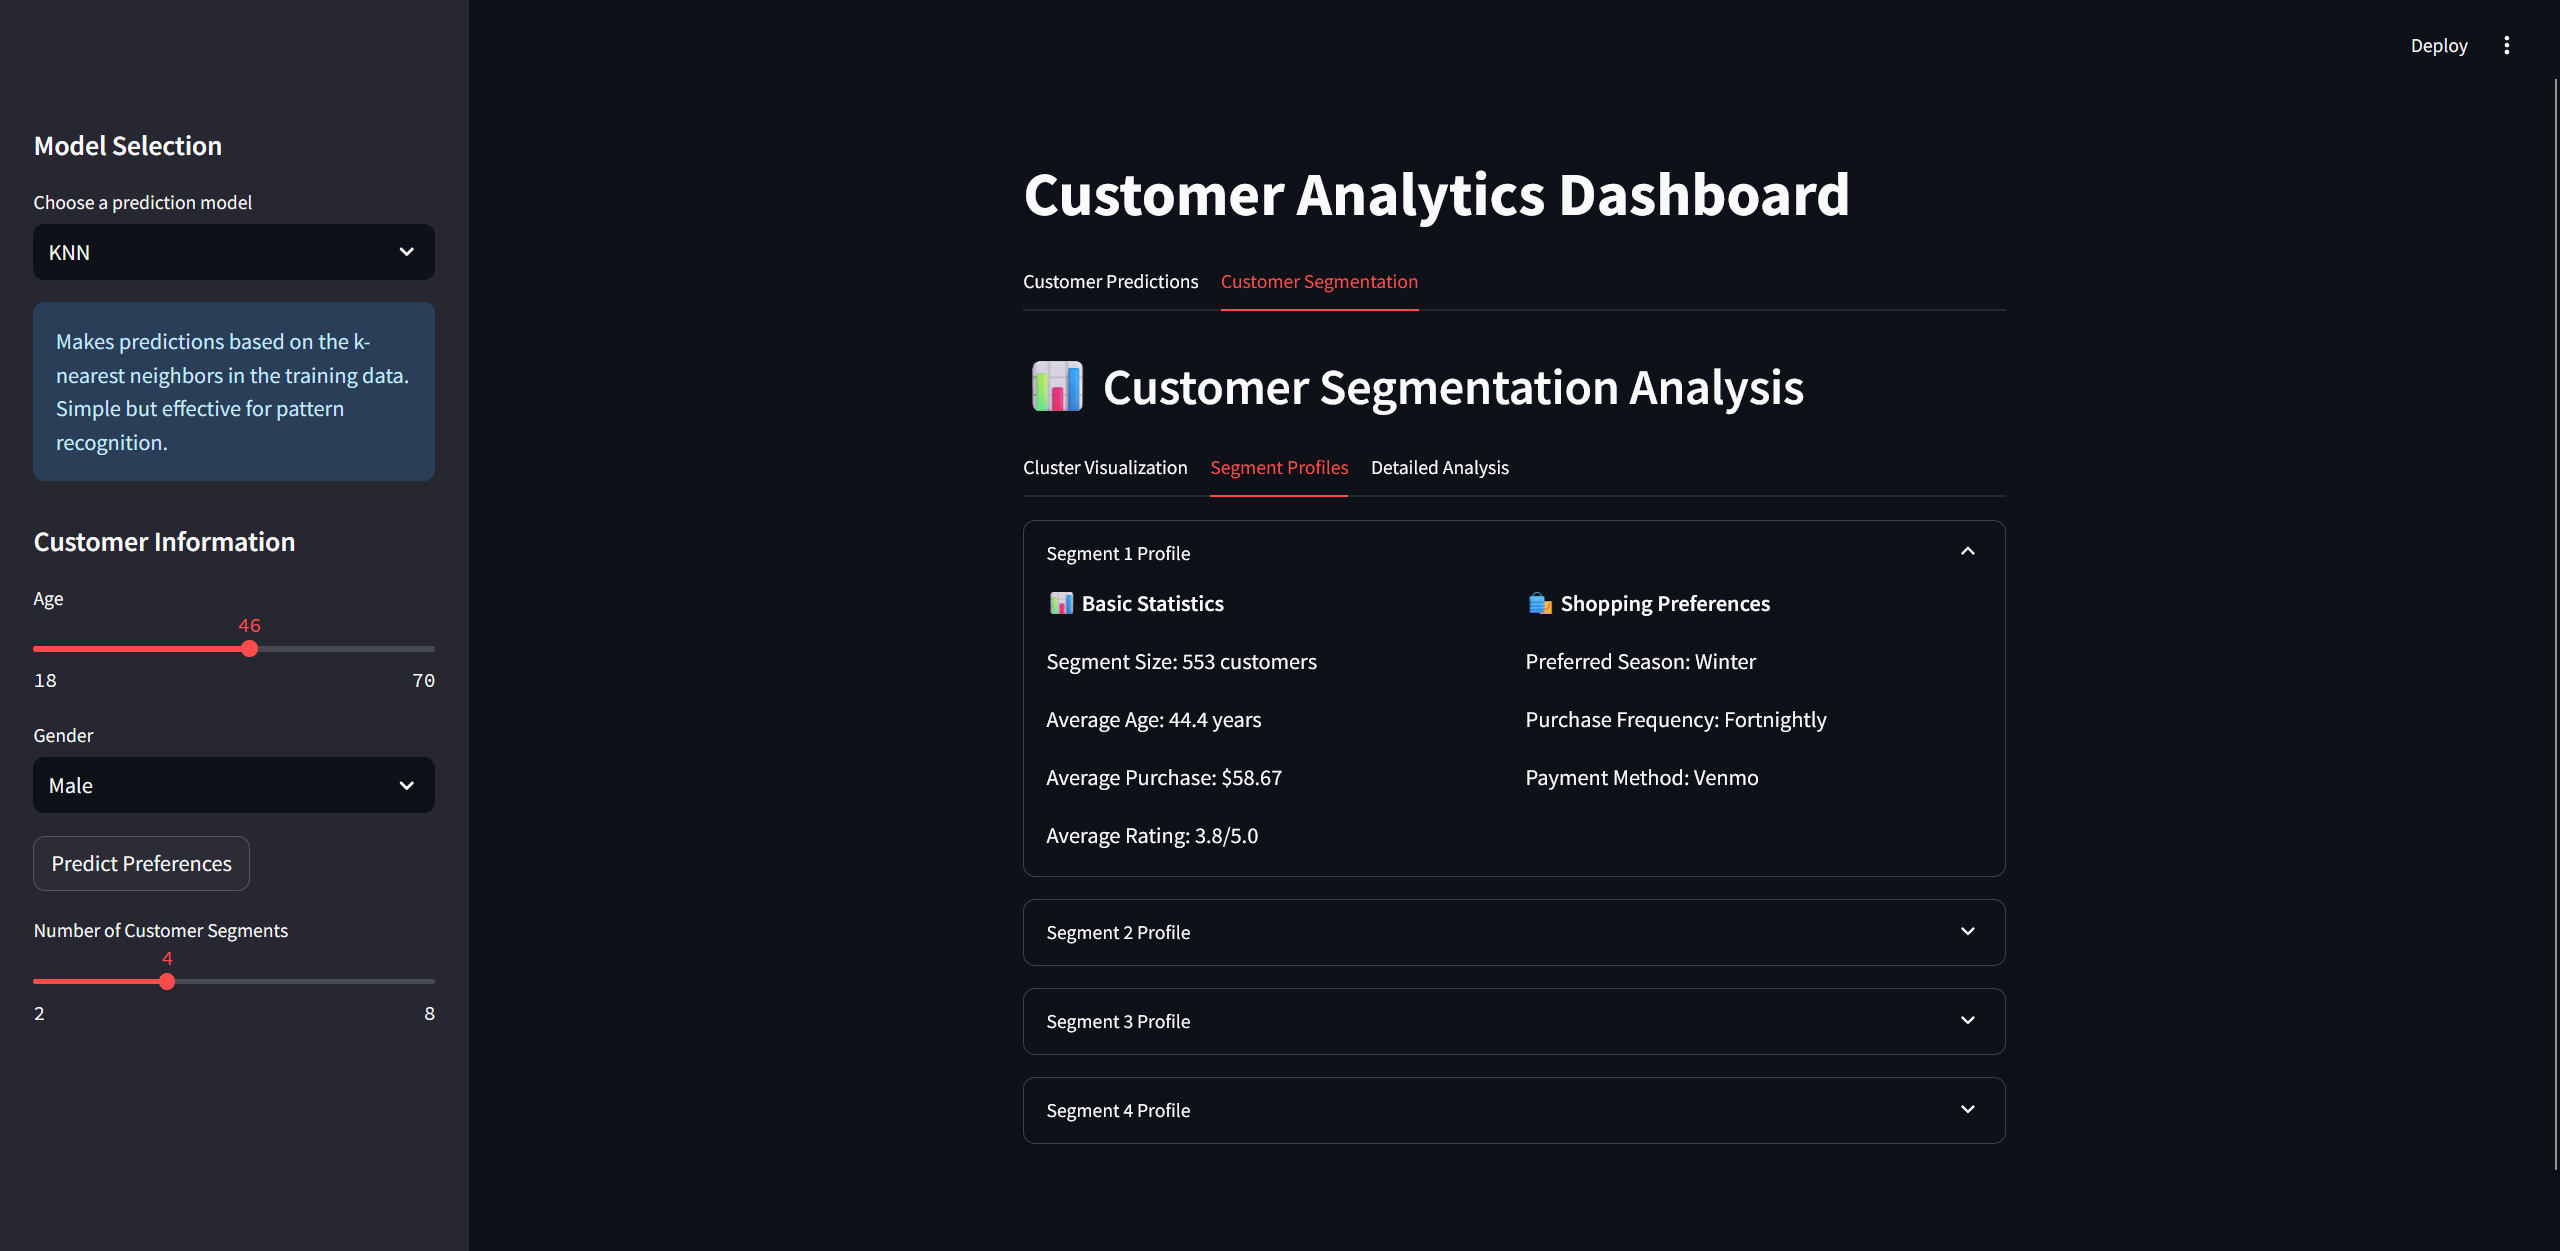 Deploy
Model Selection
Choose a prediction model
KNN
Makes predictions based on the k-
nearest neighbors in the training data.
Simple but effective for pattern
recognition.
Customer Information
Age
46
18 70
Gender
Male
Predict Preferences
Number of Customer Segments
4
2 8
Customer Analytics Dashboard
Customer Predictions Customer Segmentation
Customer Segmentation Analysis
Cluster Visualization Segment Profiles Detailed Analysis
Segment 1 Profile
Basic Statistics
Segment Size: 553 customers
Average Age: 44.4 years
Average Purchase: $58.67
Average Rating: 3.8/5.0
Shopping Preferences
Preferred Season: Winter
Purchase Frequency: Fortnightly
Payment Method: Venmo
Segment 2 Profile
Segment 3 Profile
Segment 4 Profile